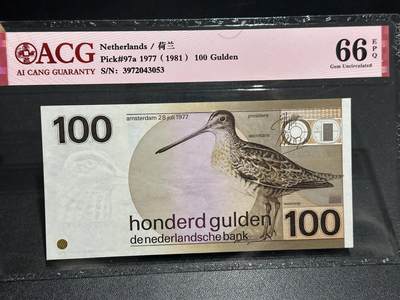 ACG
AI CANG GUARANTY
Netherlands / 荷兰
Pick#97a 1977 (1981) 100 Gulden
S/N: 3972043053
66 EPQ
Gem Uncirculated
100
amsterdam 28 juli 1977
president
honderd gulden
de nederlandsche bank
100